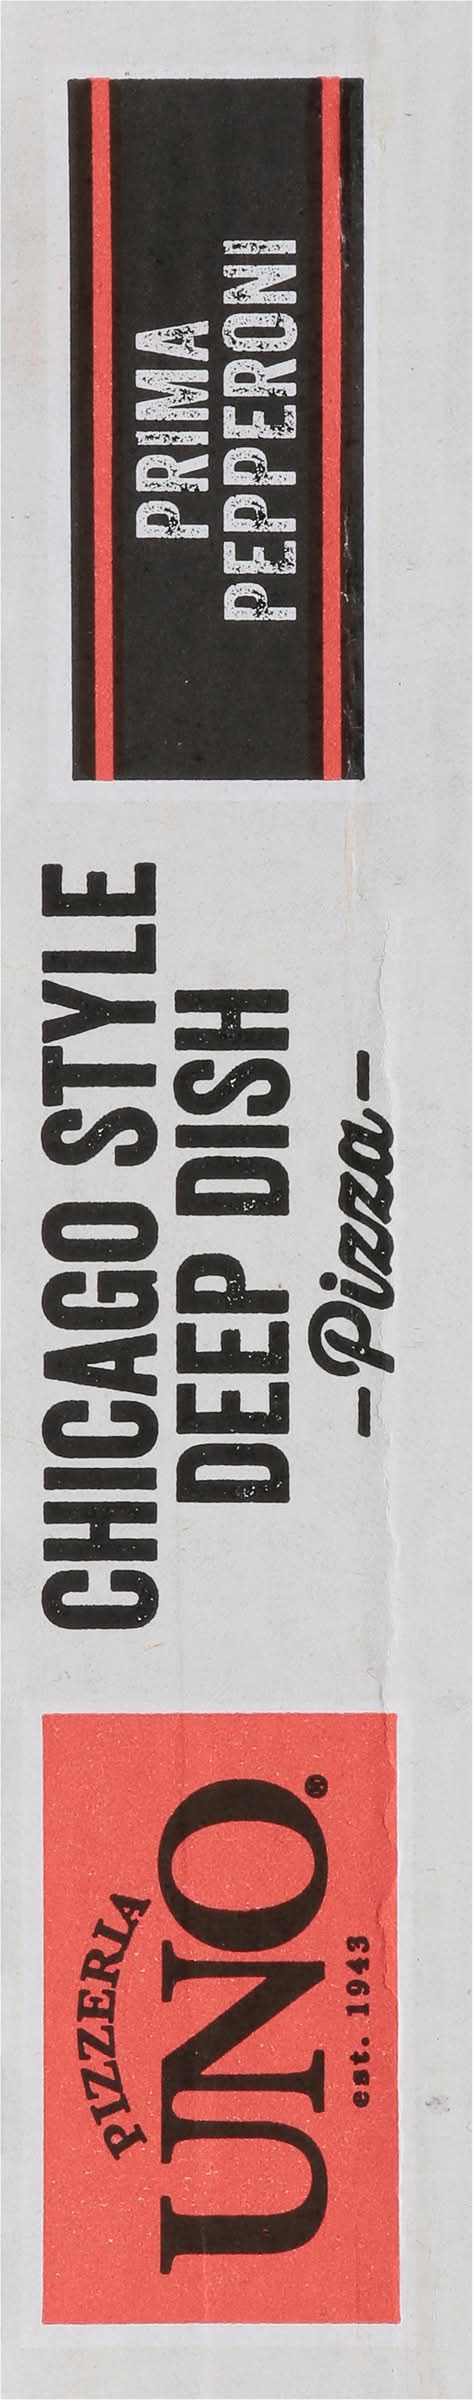 PIZZERIA
UNO®
est. 1943
CHICAGO STYLE
DEEP DISH
-Pizza-
PRIMA
PEPPERONI